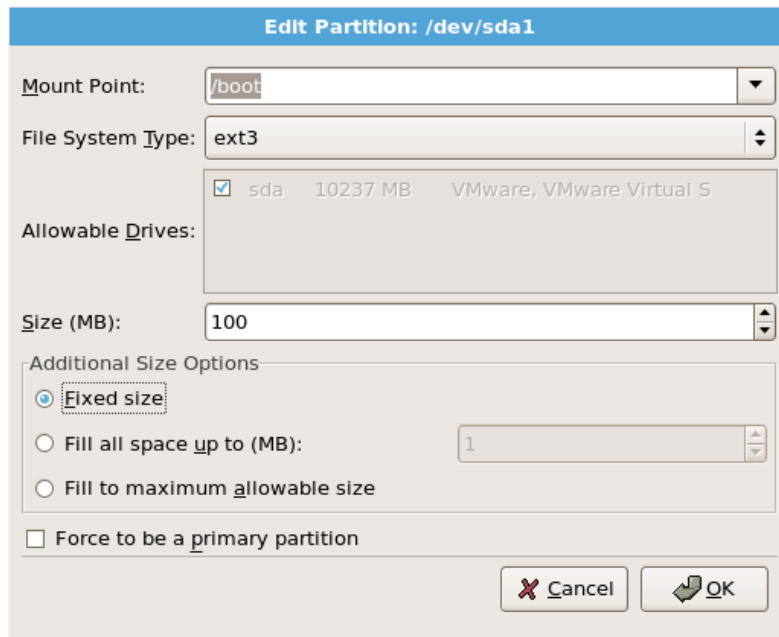 Edit Partition: /dev/sda1
Mount Point: /boot
File System Type: ext3
sda 10237 MB VMware, VMware Virtual S
Allowable Drives:
Size (MB): 100
Additional Size Options
Fixed size
Fill all space up to (MB): 1
Fill to maximum allowable size
Force to be a primary partition
Cancel OK